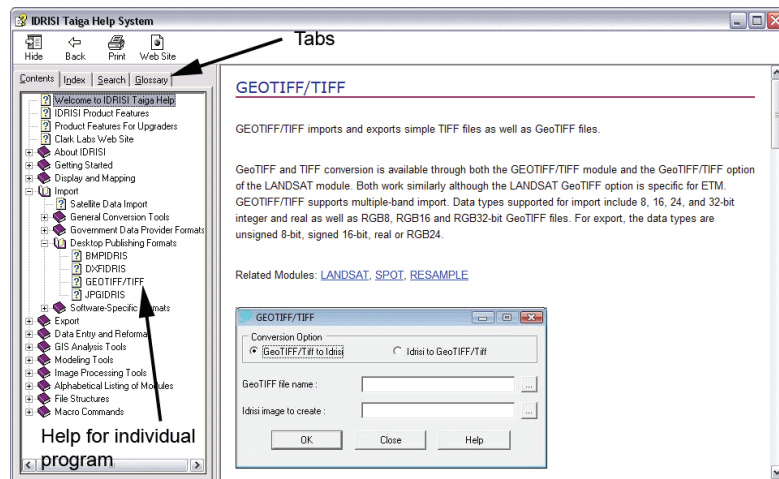 IDRISI Taiga Help System
Hide Back Print Web Site
Tabs
Contents Index Search Glossary
Welcome to IDRISI Taiga Help
IDRISI Product Features
Product Features For Upgraders
Clark Labs Web Site
About IDRISI
Getting Started
Display and Mapping
Import
Satellite Data Import
General Conversion Tools
Government Data Provider Formats
Desktop Publishing Formats
BMPIDRIS
DXFIDRIS
GEOTIFF/TIFF
JPGIDRIS
Software-Specific Formats
Export
Data Entry and Reformat
GIS Analysis Tools
Modeling Tools
Image Processing Tools
Alphabetical Listing of Modules
File Structures
Macro Commands
Help for individual
program
GEOTIFF/TIFF
GEOTIFF/TIFF imports and exports simple TIFF files as well as GeoTIFF files.
GeoTIFF and TIFF conversion is available through both the GEOTIFF/TIFF module and the GeoTIFF/TIFF option
of the LANDSAT module. Both work similarly although the LANDSAT GeoTIFF option is specific for ETM.
GEOTIFF/TIFF supports multiple-band import. Data types supported for import include 8, 16, 24, and 32-bit
integer and real as well as RGB8, RGB16 and RGB32-bit GeoTIFF files. For export, the data types are
unsigned 8-bit, signed 16-bit, real or RGB24.
Related Modules: LANDSAT, SPOT, RESAMPLE
GEOTIFF/TIFF
Conversion Option
GeoTIFF/Tiff to Idrisi Idrisi to GeoTIFF/Tiff
GeoTIFF file name :
...
Idrisi image to create :
...
OK Close Help